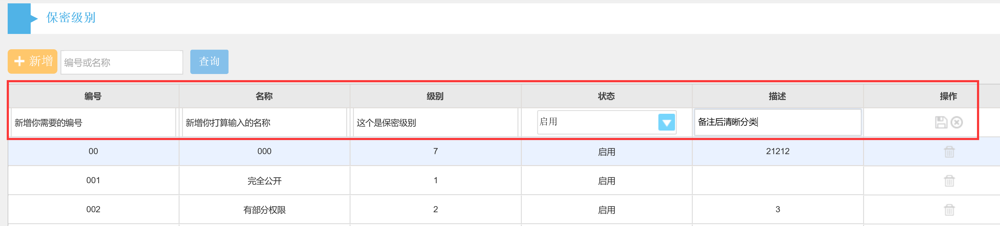 保密级别
新增 编号或名称 查询
编号 名称 级别 状态 描述 操作
新增你需要的编号 新增你打算输入的名称 这个是保密级别 启用 备注后清晰分类
00 000 7 启用 21212
001 完全公开 1 启用
002 有部分权限 2 启用 3